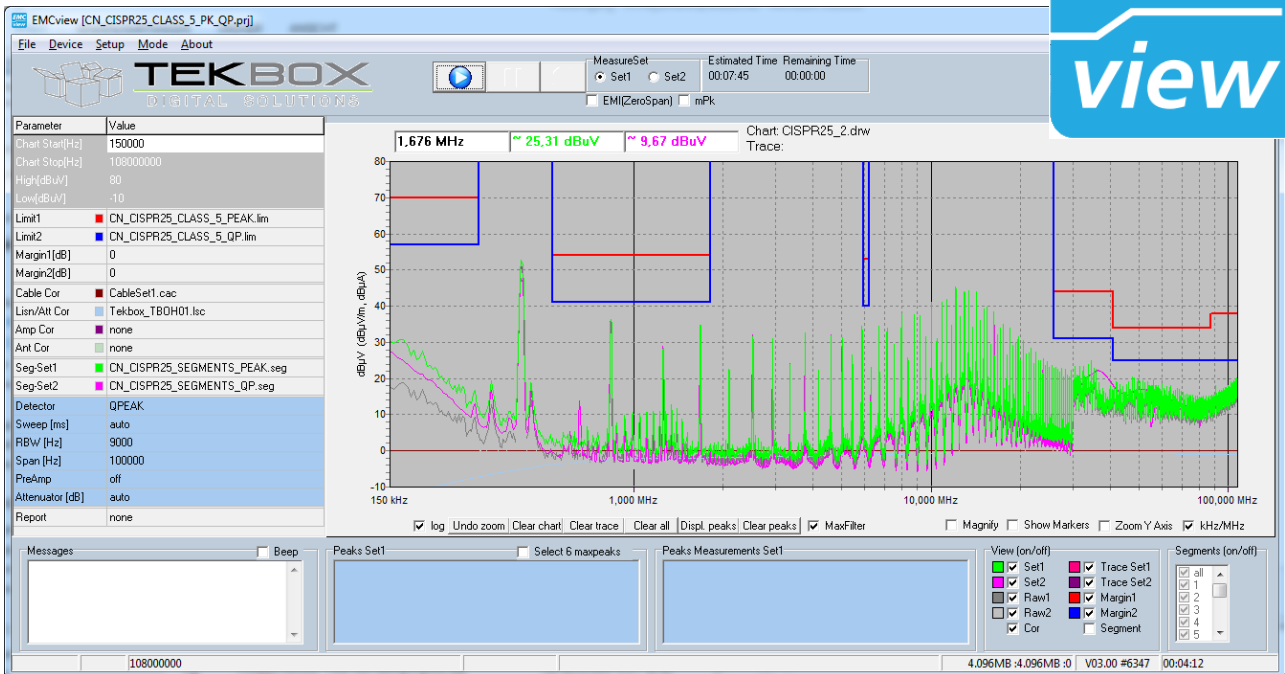 EMC view EMCview [CN_CISPR25_CLASS_5_PK_QP.prj]
view
File Device Setup Mode About
TEKBOX
DIGITAL SOLUTIONS
MeasureSet
Set1 Set2
Estimated Time Remaining Time
00:07:45 00:00:00
EMI(ZeroSpan) mPk
Parameter Value
Chart Start[Hz] 150000
Chart Stop[Hz] 108000000
High[dBuV] 80
Low[dBuV] -10
Limit1 CN_CISPR25_CLASS_5_PEAK.lim
Limit2 CN_CISPR25_CLASS_5_QP.lim
Margin1[dB] 0
Margin2[dB] 0
Cable Cor CableSet1.cac
Lisn/Att Cor Tekbox_TBOH01.lsc
Amp Cor none
Ant Cor none
Seg-Set1 CN_CISPR25_SEGMENTS_PEAK.seg
Seg-Set2 CN_CISPR25_SEGMENTS_QP.seg
Detector QPEAK
Sweep [ms] auto
RBW [Hz] 9000
Span [Hz] 100000
PreAmp off
Attenuator [dB] auto
Report none
1,676 MHz ~ 25,31 dBuV ~ 9,67 dBuV
Chart: CISPR25_2.drw
Trace:
dBµV (dBµV/m, dBµA)
80
70
60
50
40
30
20
10
0
-10
150 kHz 1,000 MHz 10,000 MHz 100,000 MHz
log Undo zoom Clear chart Clear trace Clear all Displ. peaks Clear peaks MaxFilter Magnify Show Markers Zoom Y Axis kHz/MHz
Messages Beep
Peaks Set1 Select 6 maxpeaks
Peaks Measurements Set1
View (on/off)
Set1 Trace Set1
Set2 Trace Set2
Raw1 Margin1
Raw2 Margin2
Cor Segment
Segments (on/off)
all
1
2
3
4
5
108000000 4.096MB :4.096MB :0 V03.00 #6347 00:04:12